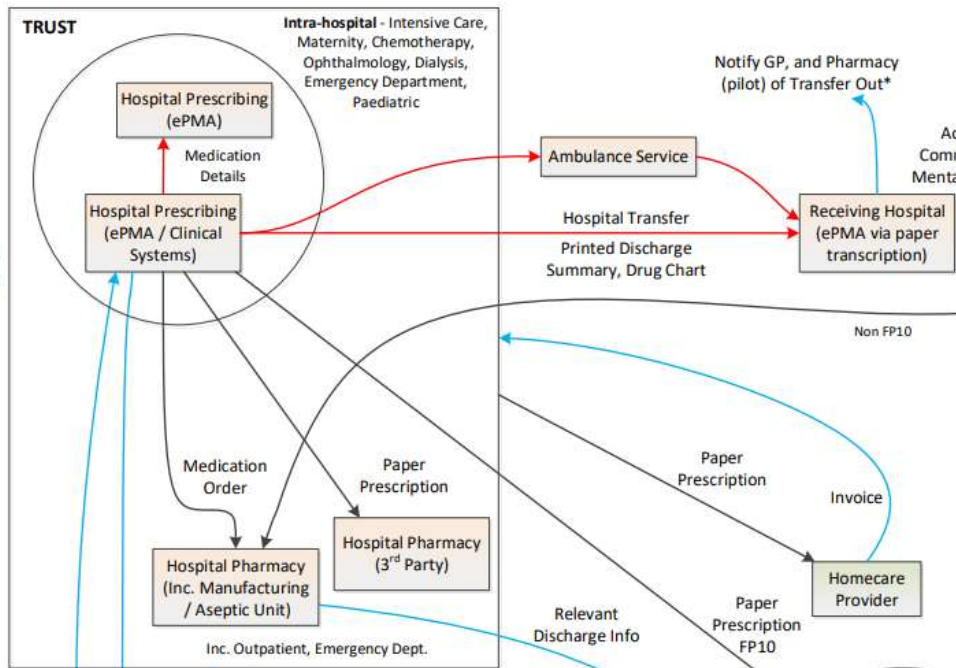 TRUST
Intra-hospital - Intensive Care,
Maternity, Chemotherapy,
Ophthalmology, Dialysis,
Emergency Department,
Paediatric
Hospital Prescribing
(ePMA)
Medication
Details
Hospital Prescribing
(ePMA / Clinical
Systems)
Ambulance Service
Notify GP, and Pharmacy
(pilot) of Transfer Out*
Hospital Transfer
Printed Discharge
Summary, Drug Chart
Receiving Hospital
(ePMA via paper
transcription)
Non FP10
Medication
Order
Paper
Prescription
Paper
Prescription
Invoice
Hospital Pharmacy
(Inc. Manufacturing
/ Aseptic Unit)
Hospital Pharmacy
(3rd Party)
Homecare
Provider
Relevant
Discharge Info
Paper
Prescription
FP10
Inc. Outpatient, Emergency Dept.